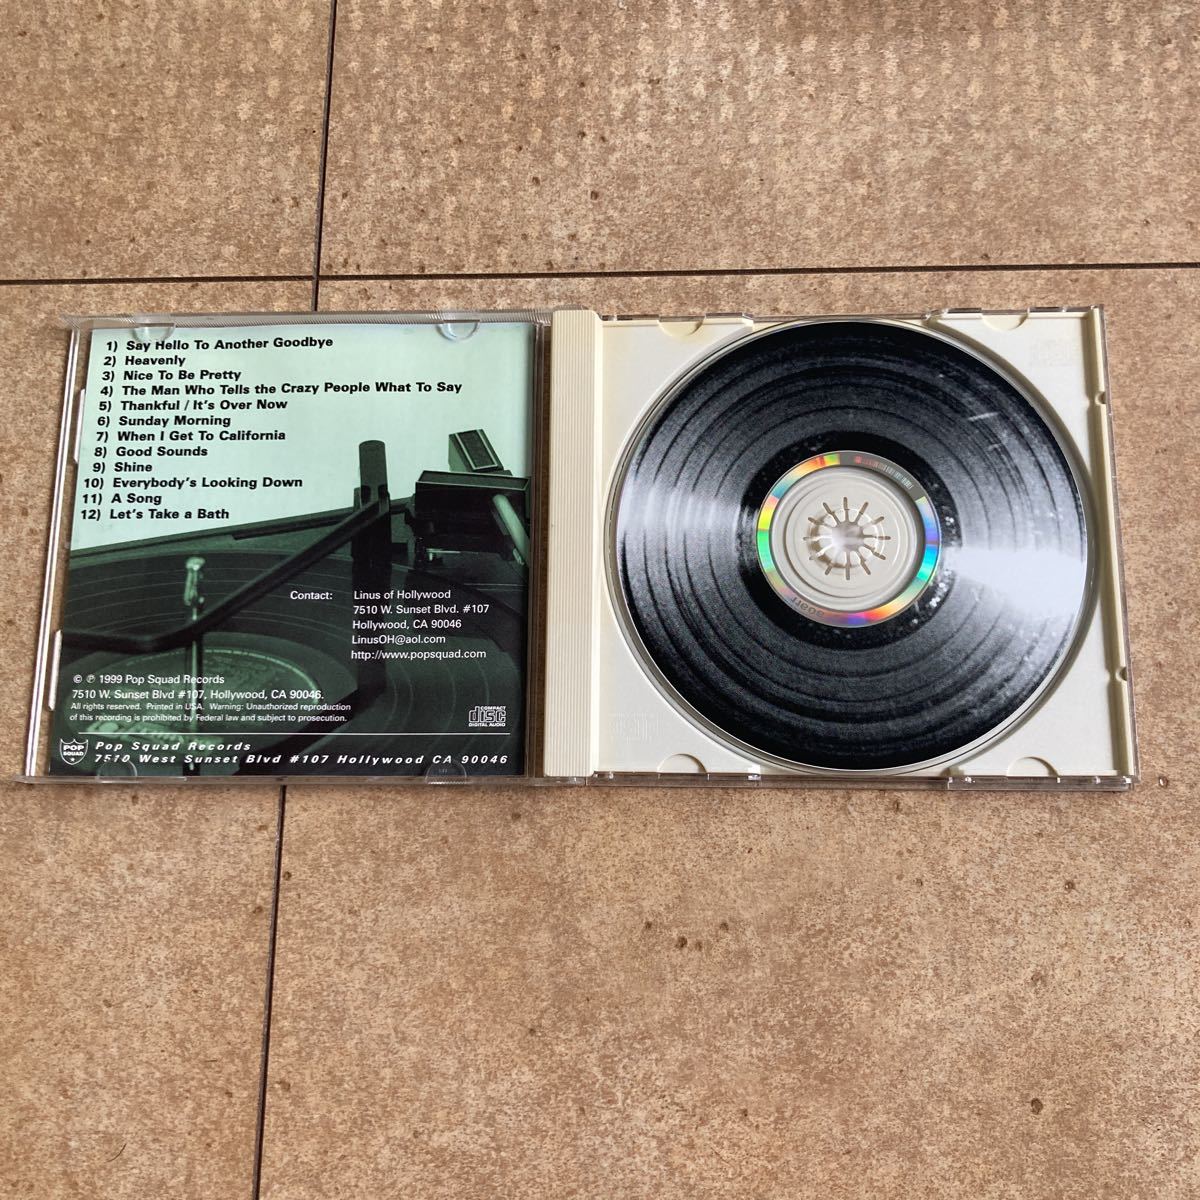 1) Say Hello To Another Goodbye
2) Heavenly
3) Nice To Be Pretty
4) The Man Who Tells the Crazy People What To Say
5) Thankful / It's Over Now
6) Sunday Morning
7) When I Get To California
8) Good Sounds
9) Shine
10) Everybody's Looking Down
11) A Song
12) Let's Take a Bath
Contact: Linus of Hollywood
7510 W. Sunset Blvd. #107
Hollywood, CA 90046
LinusOH@aol.com
http://www.popsquad.com
© ℗ 1999 Pop Squad Records
7510 W. Sunset Blvd #107, Hollywood, CA 90046.
All rights reserved. Printed in USA. Warning: Unauthorized reproduction
of this recording is prohibited by Federal law and subject to prosecution.
COMPACT
disc
DIGITAL AUDIO
POP
SQUAD
Pop Squad Records
7510 West Sunset Blvd #107 Hollywood CA 90046